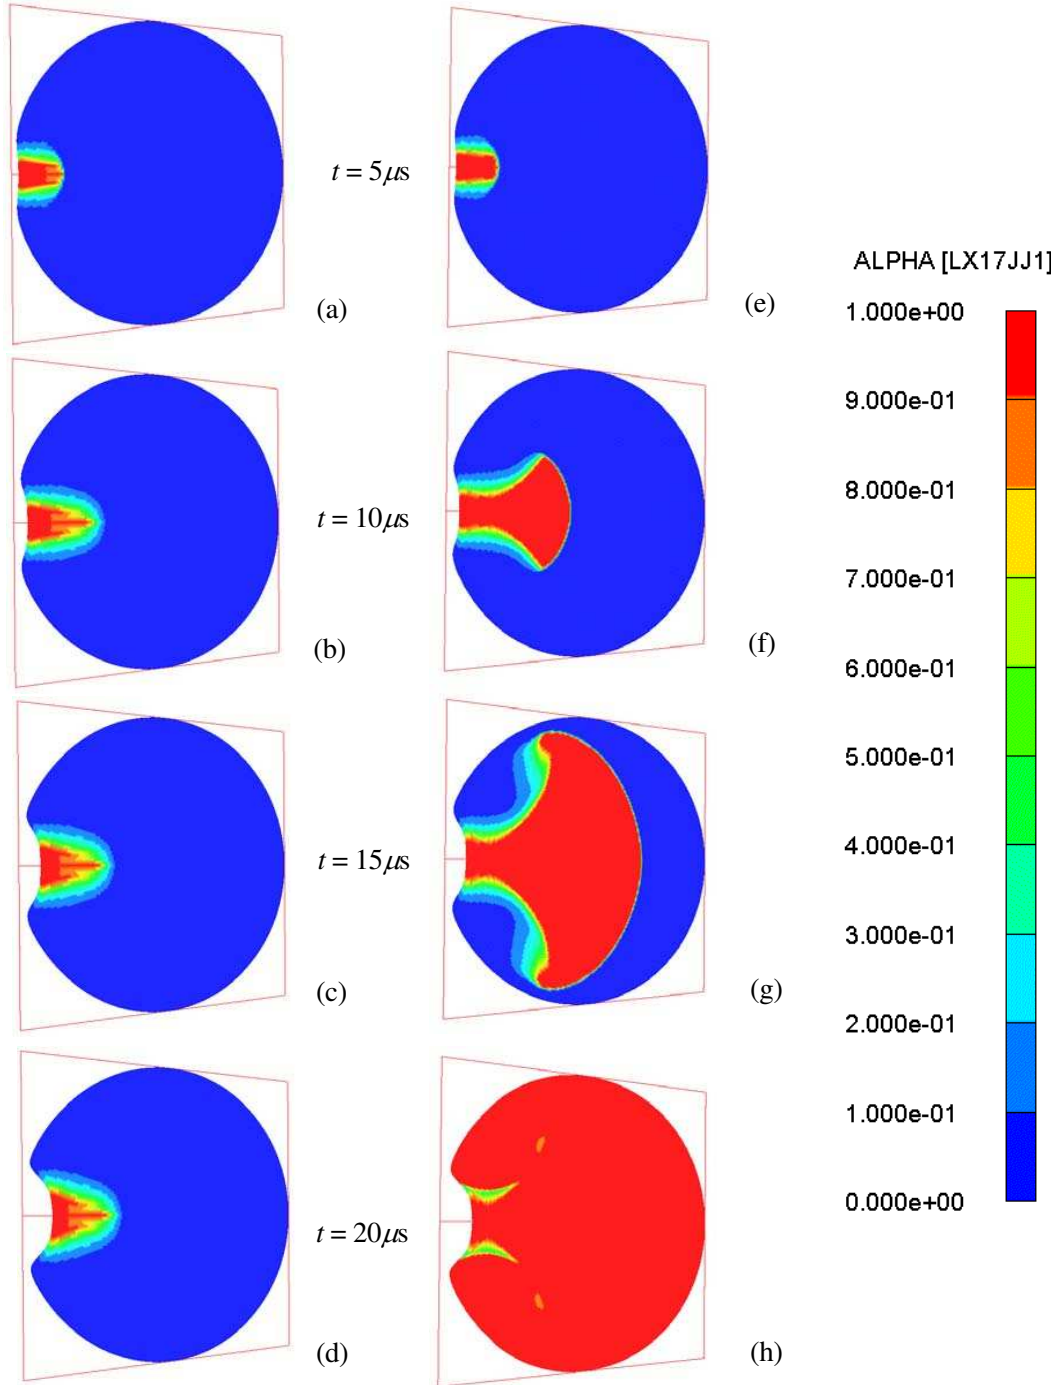 t = 5μs
(a)
(e)
t = 10μs
(b)
(f)
t = 15μs
(c)
(g)
t = 20μs
(d)
(h)
ALPHA [LX17JJ1]
1.000e+00
9.000e-01
8.000e-01
7.000e-01
6.000e-01
5.000e-01
4.000e-01
3.000e-01
2.000e-01
1.000e-01
0.000e+00